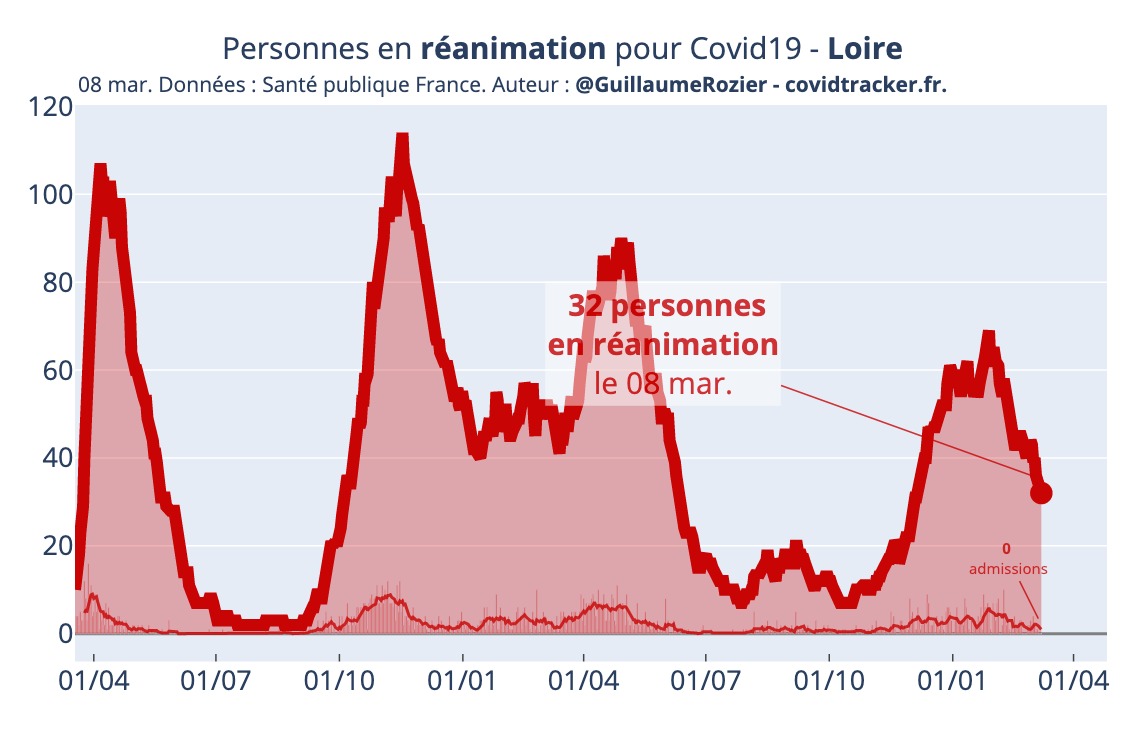 Personnes en réanimation pour Covid19 - Loire
08 mar. Données : Santé publique France. Auteur : @GuillaumeRozier - covidtracker.fr.
120
100
80
60
40
20
0
32 personnes
en réanimation
le 08 mar.
0
admissions
01/04 01/07 01/10 01/01 01/04 01/07 01/10 01/01 01/04